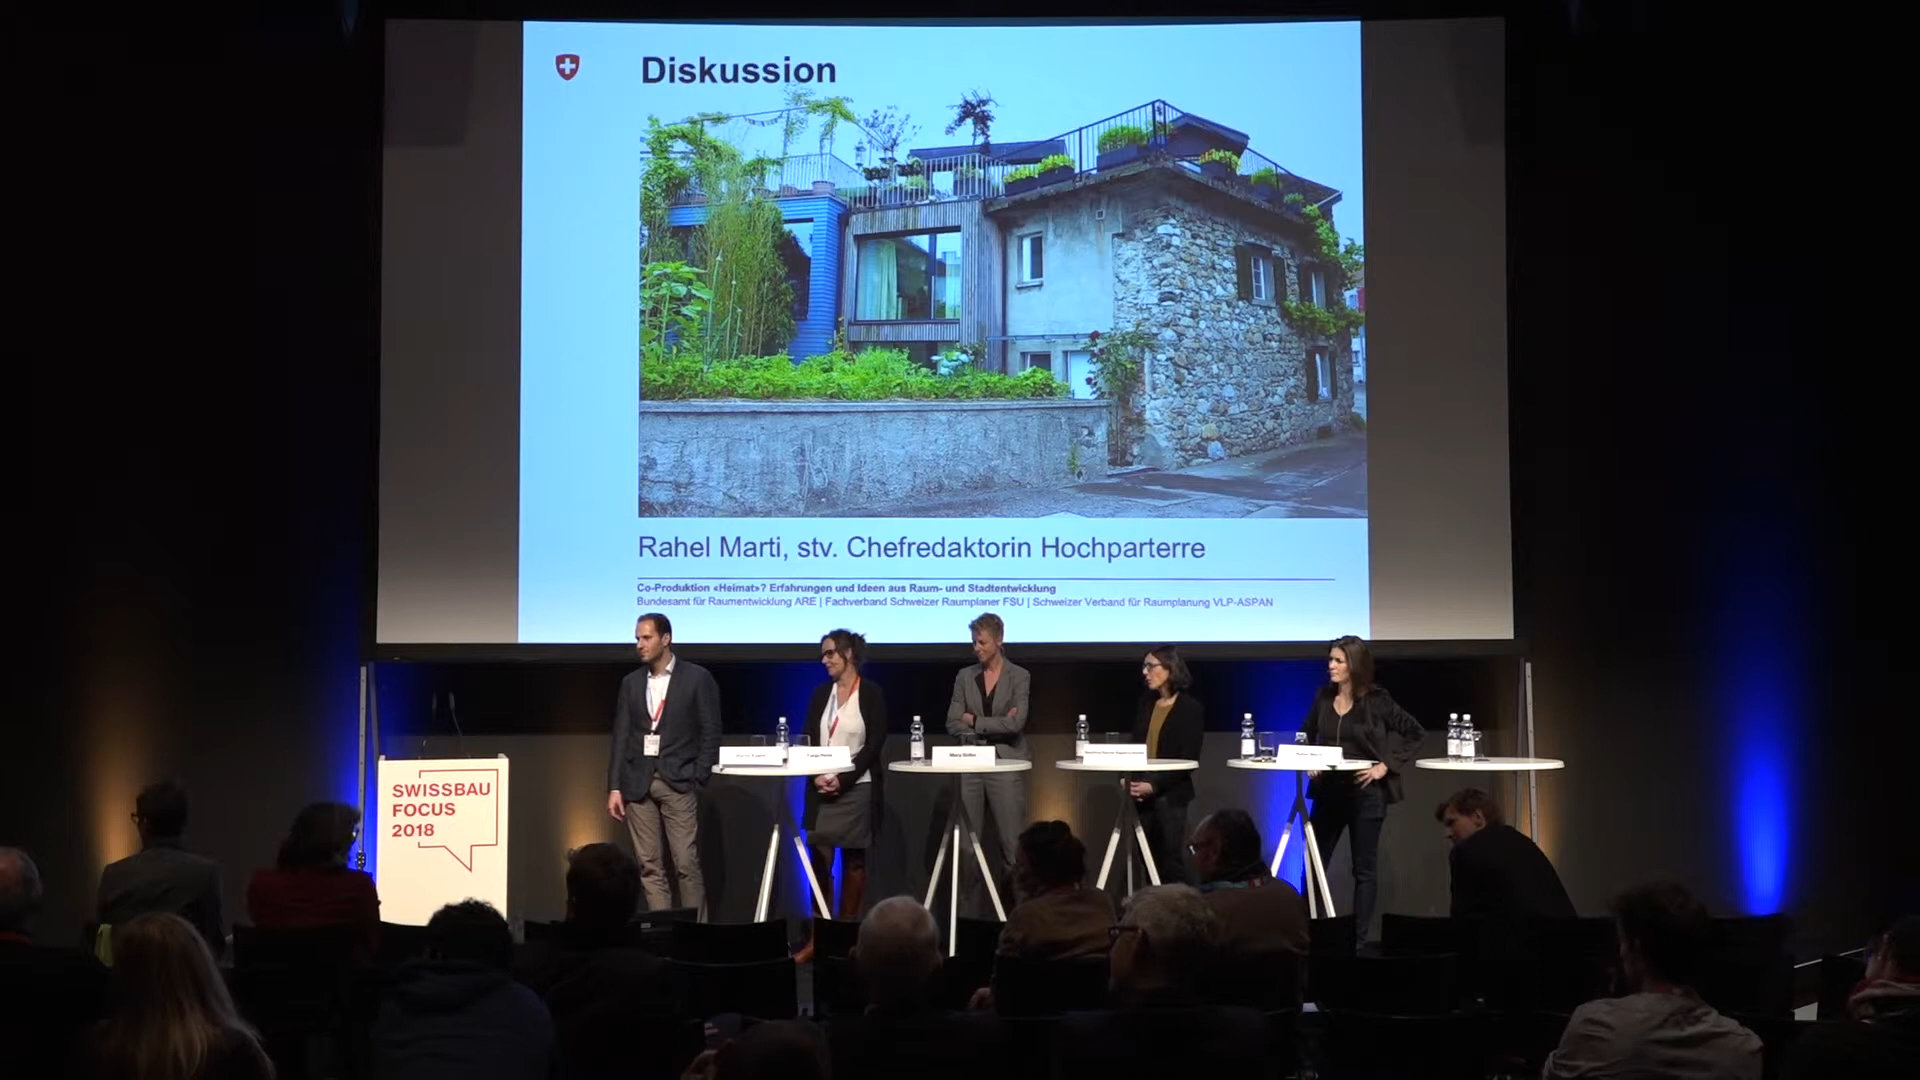 Diskussion
Rahel Marti, stv. Chefredaktorin Hochparterre
Co-Produktion «Heimat»? Erfahrungen und Ideen aus Raum- und Stadtentwicklung
Bundesamt für Raumentwicklung ARE | Fachverband Schweizer Raumplaner FSU | Schweizer Verband für Raumplanung VLP-ASPAN
SWISSBAU
FOCUS
2018